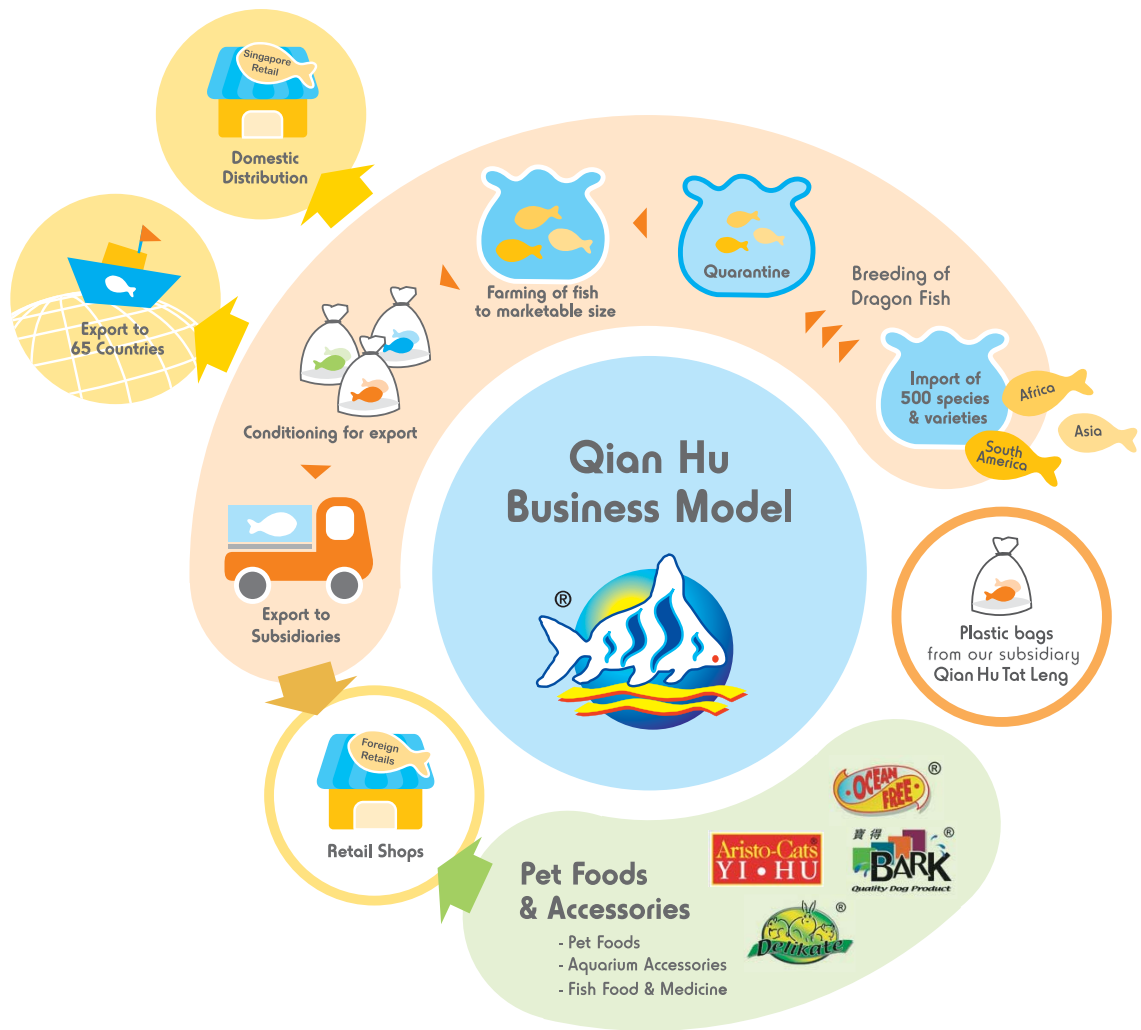 Singapore
Retail
Domestic
Distribution
Export to
65 Countries
Farming of fish
to marketable size
Quarantine
Breeding of
Dragon Fish
Import of
500 species
& varieties
Africa
Asia
South
America
Conditioning for export
Export to
Subsidiaries
Qian Hu
Business Model
®
Plastic bags
from our subsidiary
Qian Hu Tat Leng
Foreign
Retails
Retail Shops
Pet Foods
& Accessories
- Pet Foods
- Aquarium Accessories
- Fish Food & Medicine
OCEAN
FREE ®
Aristo-Cats ®
YI • HU
寶得 ®
BARK
Quality Dog Product
Delikate ®